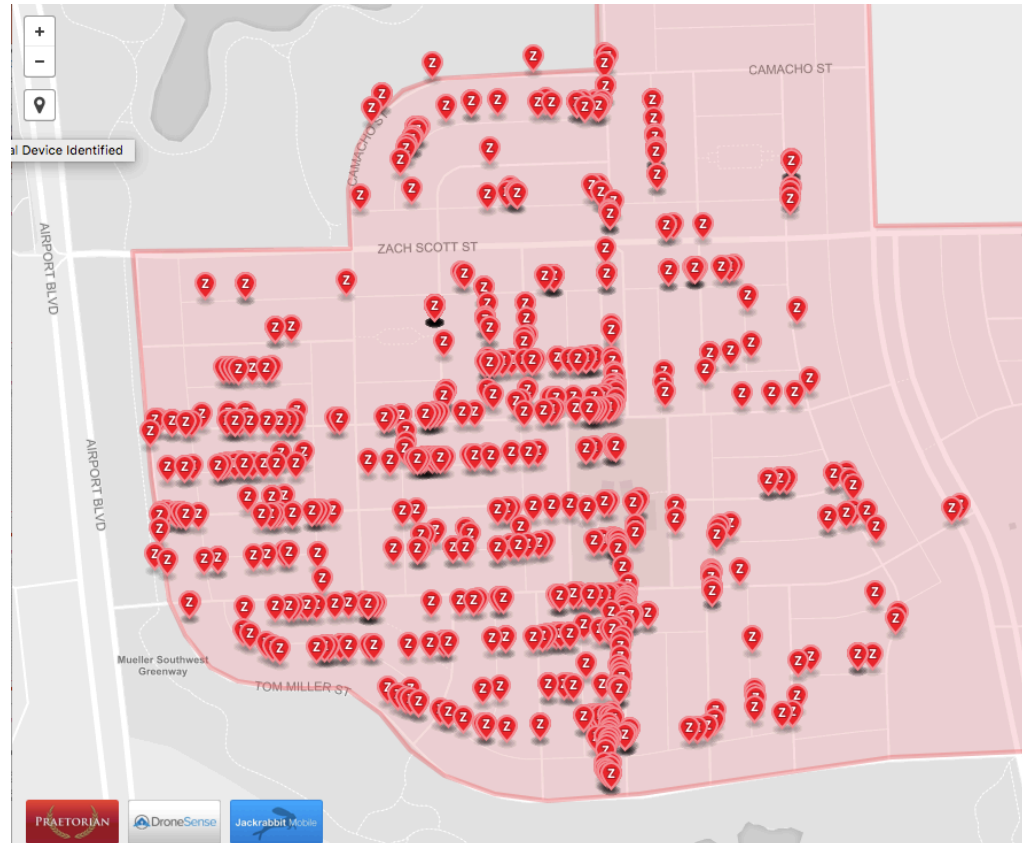 +
−
al Device Identified
CAMACHO ST
CAMACHO ST
ZACH SCOTT ST
AIRPORT BLVD
AIRPORT BLVD
Mueller Southwest
Greenway
TOM MILLER ST
PRAETORIAN
DroneSense
Jackrabbit Mobile